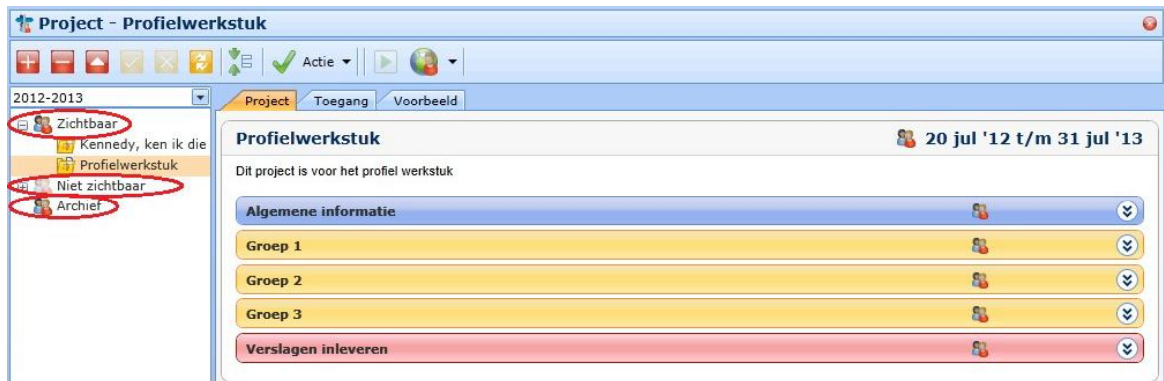 Project - Profielwerkstuk
Actie
2012-2013
Zichtbaar
Kennedy, ken ik die
Profielwerkstuk
Niet zichtbaar
Archief
Project
Toegang
Voorbeeld
Profielwerkstuk
20 jul '12 t/m 31 jul '13
Dit project is voor het profiel werkstuk
Algemene informatie
Groep 1
Groep 2
Groep 3
Verslagen inleveren